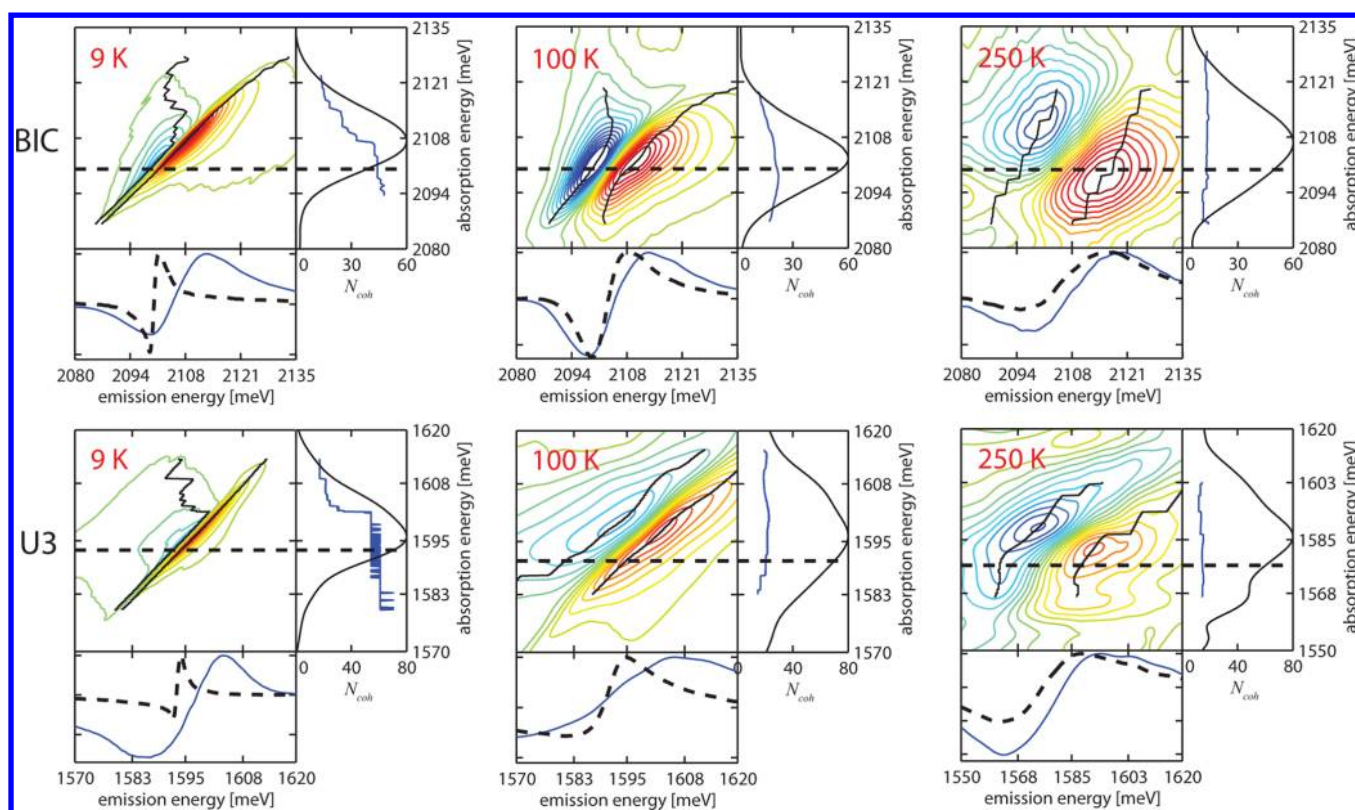 BIC
9 K
2135
2121
2108
2094
2080
absorption energy [meV]
0 30 60
N_coh
2080 2094 2108 2121 2135
emission energy [meV]
100 K
2135
2121
2108
2094
2080
absorption energy [meV]
0 30 60
N_coh
2080 2094 2108 2121 2135
emission energy [meV]
250 K
2135
2121
2108
2094
2080
absorption energy [meV]
0 30 60
N_coh
2080 2094 2108 2121 2135
emission energy [meV]
U3
9 K
1620
1608
1595
1583
1570
absorption energy [meV]
0 40 80
N_coh
1570 1583 1595 1608 1620
emission energy [meV]
100 K
1620
1608
1595
1583
1570
absorption energy [meV]
0 40 80
N_coh
1570 1583 1595 1608 1620
emission energy [meV]
250 K
1620
1603
1585
1568
1550
absorption energy [meV]
0 40 80
N_coh
1550 1568 1585 1603 1620
emission energy [meV]